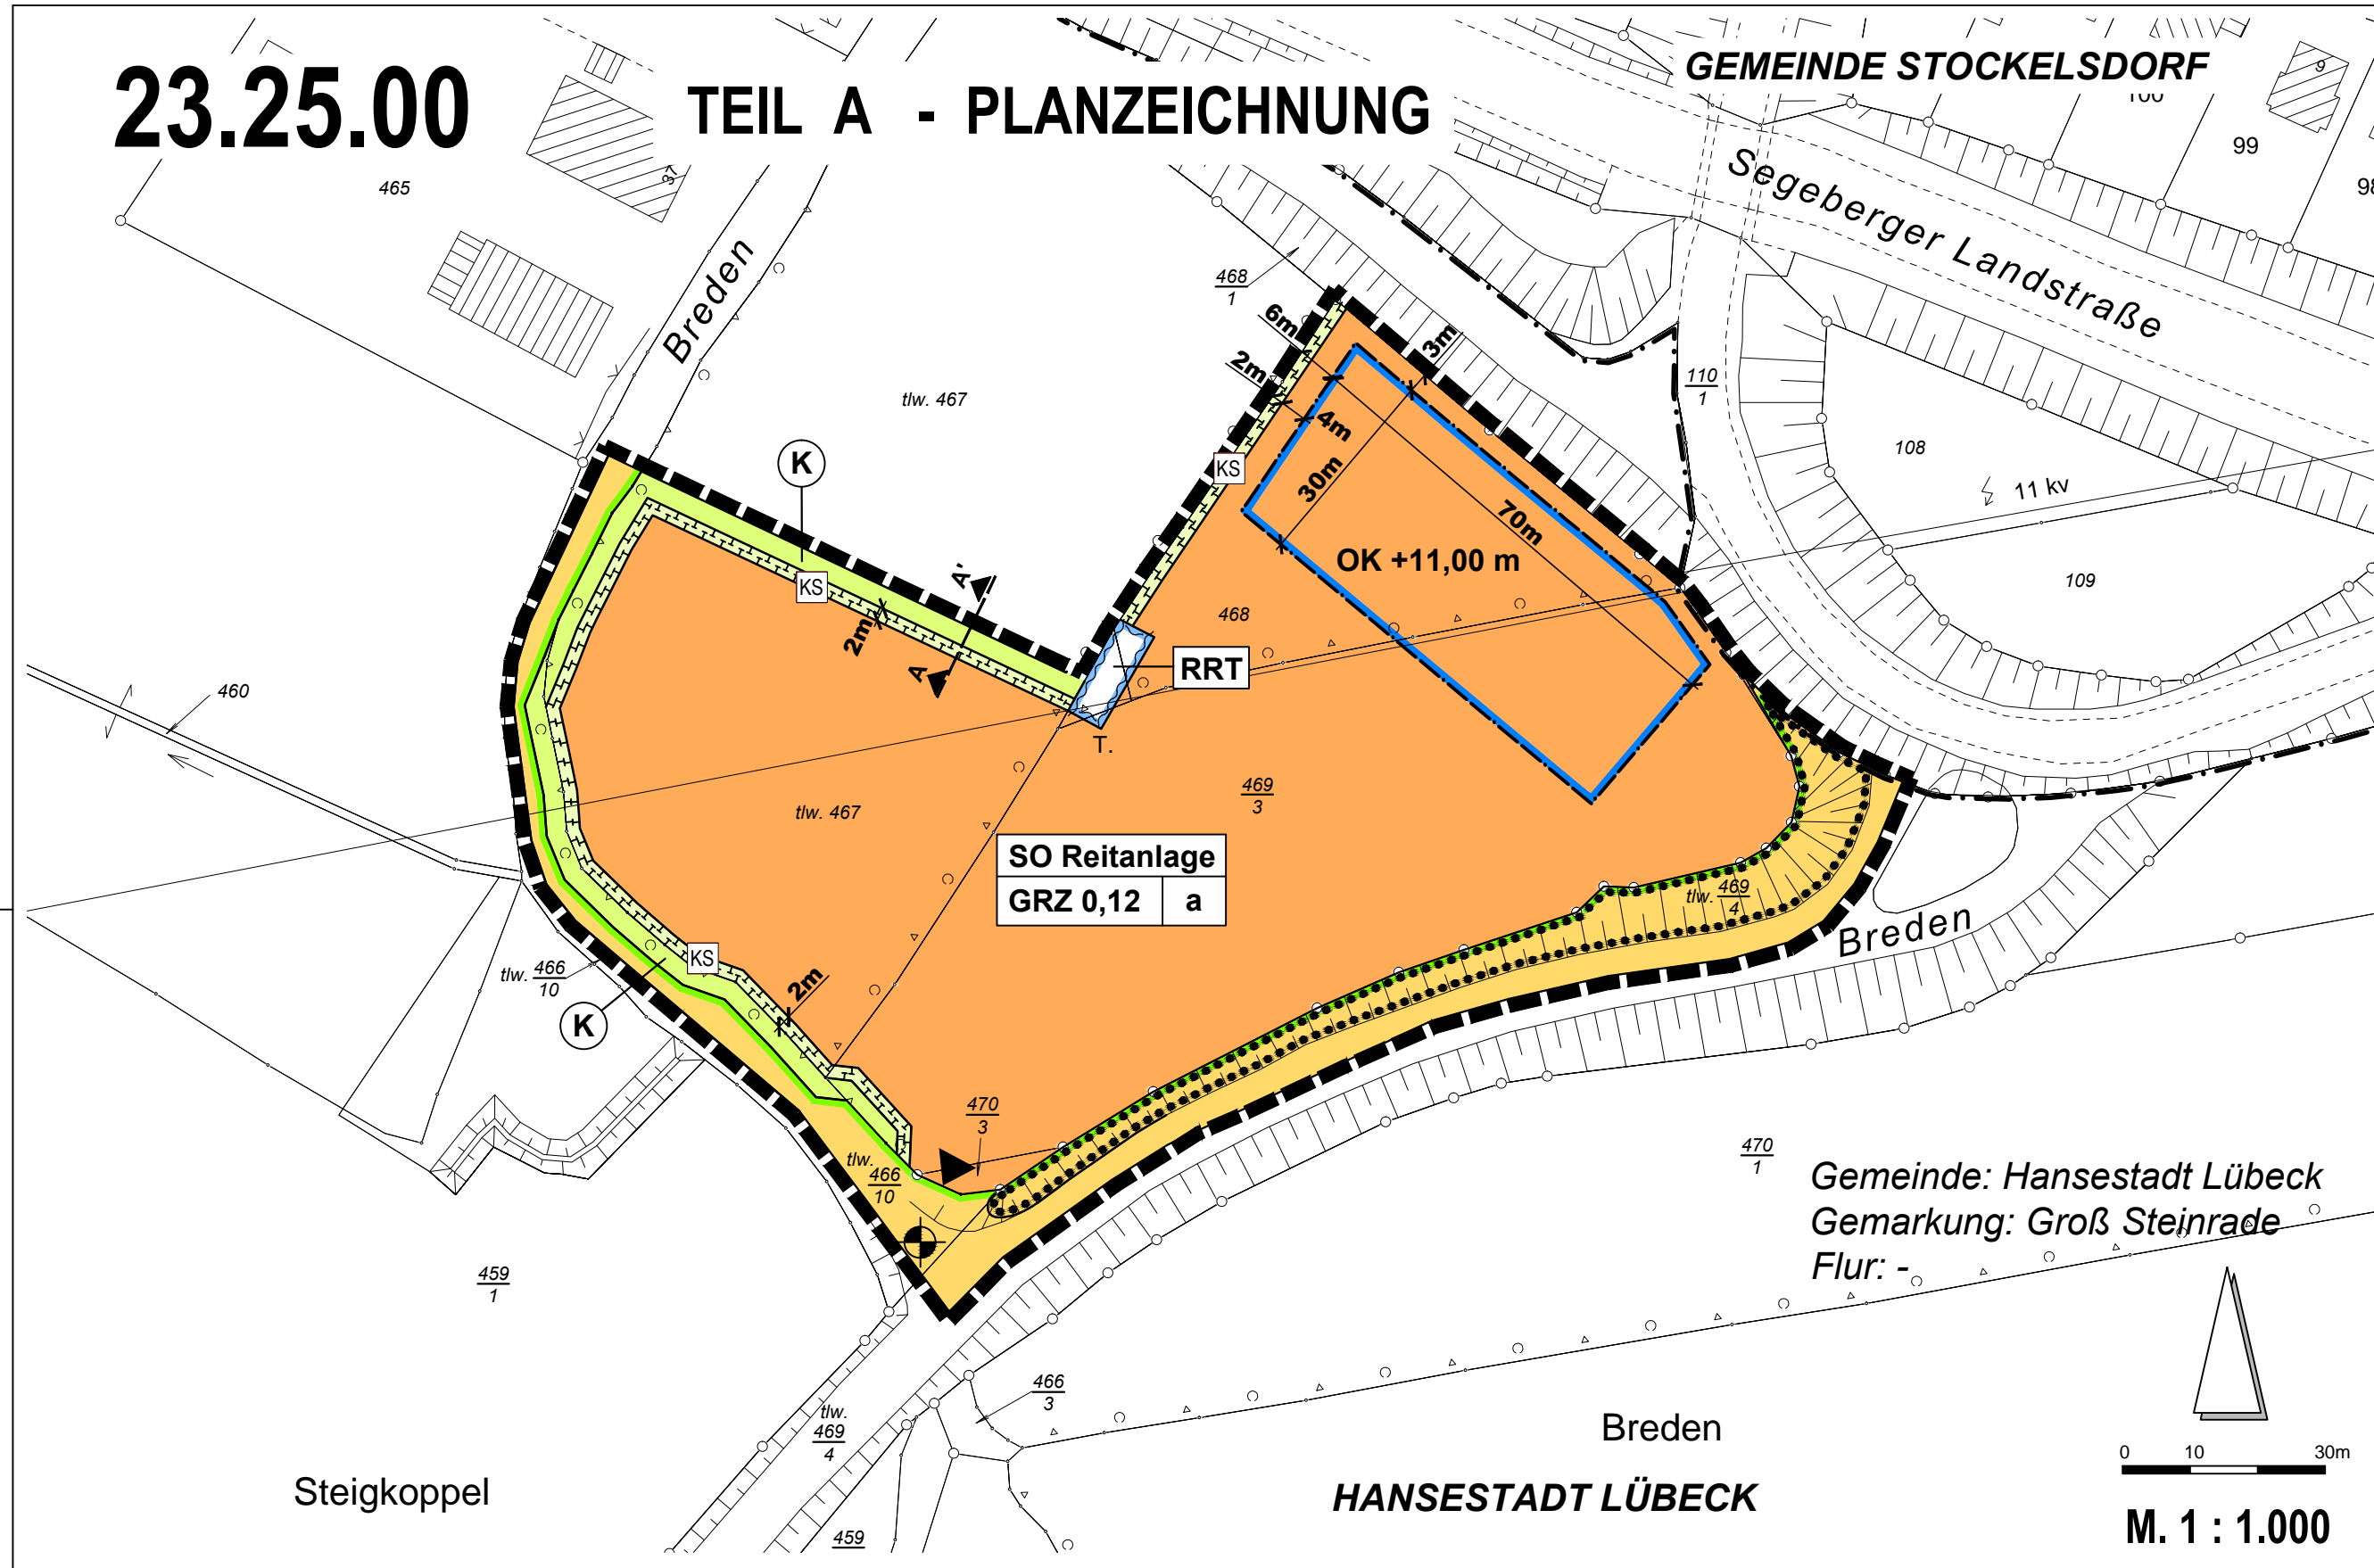 23.25.00
TEIL A - PLANZEICHNUNG
GEMEINDE STOCKELSDORF
9
100
99
98
465
37
Segeberger Landstraße
Breden
468
1
6m
3m
2m
110
1
tlw. 467
4m
108
K
KS
30m
11 kv
70m
KS
OK +11,00 m
A'
109
468
2m
A
RRT
460
T.
469
3
tlw. 467
SO Reitanlage
GRZ 0,12
a
tlw. 469
4
Breden
KS
tlw. 466
10
2m
K
470
3
470
1
tlw.
466
10
Gemeinde: Hansestadt Lübeck
Gemarkung: Groß Steinrade
Flur: -
459
1
466
3
tlw.
469
4
Breden
0 10 30m
Steigkoppel
HANSESTADT LÜBECK
M. 1 : 1.000
459